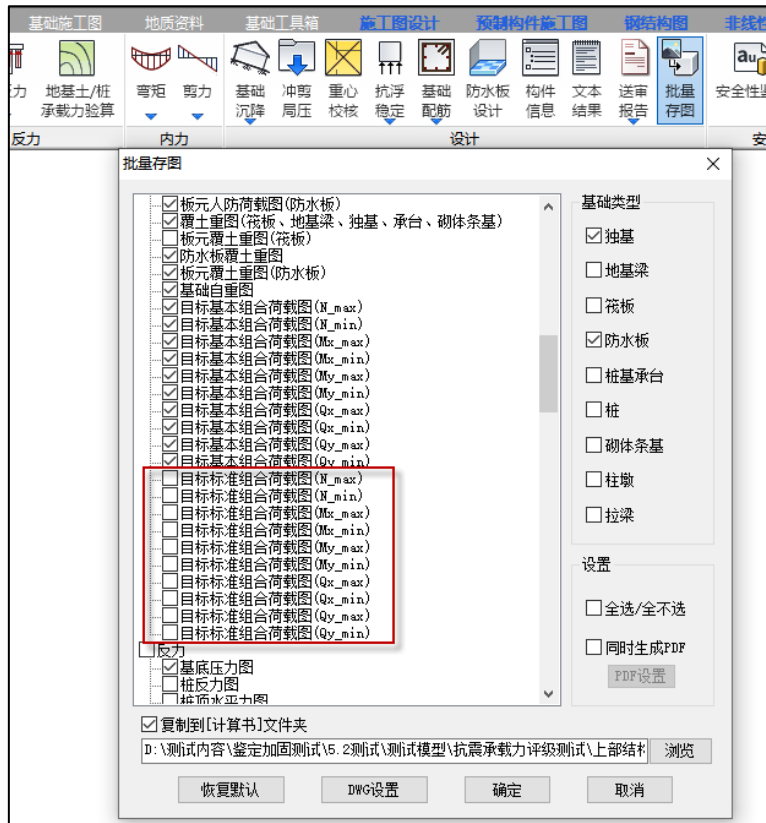 基础施工图 地质资料 基础工具箱 施工图设计 预制构件施工图 钢结构图 非线性
力 地基土/桩 弯矩 剪力 基础 冲剪 重心 抗浮 基础 防水板 构件 文本 送审 批量 安全性
承载力验算 沉降 局压 校核 稳定 配筋 设计 信息 结果 报告 存图
反力 内力 设计 安
批量存图
板元人防荷载图(防水板)
覆土重图(筏板、地基梁、独基、承台、砌体条基)
板元覆土重图(筏板)
防水板覆土重图
板元覆土重图(防水板)
基础自重图
目标基本组合荷载图(N_max)
目标基本组合荷载图(N_min)
目标基本组合荷载图(Mx_max)
目标基本组合荷载图(Mx_min)
目标基本组合荷载图(My_max)
目标基本组合荷载图(My_min)
目标基本组合荷载图(Qx_max)
目标基本组合荷载图(Qx_min)
目标基本组合荷载图(Qy_max)
目标基本组合荷载图(Qy_min)
目标标准组合荷载图(N_max)
目标标准组合荷载图(N_min)
目标标准组合荷载图(Mx_max)
目标标准组合荷载图(Mx_min)
目标标准组合荷载图(My_max)
目标标准组合荷载图(My_min)
目标标准组合荷载图(Qx_max)
目标标准组合荷载图(Qx_min)
目标标准组合荷载图(Qy_max)
目标标准组合荷载图(Qy_min)
反力
基底压力图
桩反力图
桩顶水平力图
基础类型
独基
地基梁
筏板
防水板
桩基承台
桩
砌体条基
柱墩
拉梁
设置
全选/全不选
同时生成PDF
PDF设置
复制到[计算书]文件夹
D:\测试内容\鉴定加固测试\5.2测试\测试模型\抗震承载力评级测试\上部结构 浏览
恢复默认 DWG设置 确定 取消